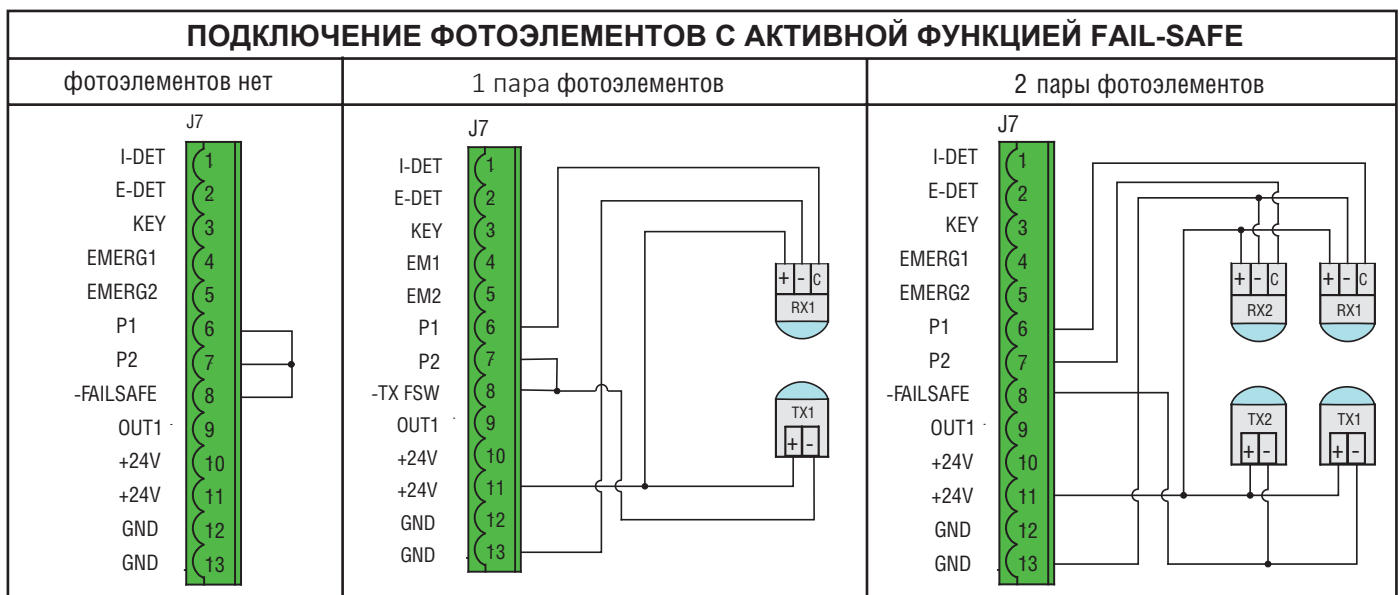 ПОДКЛЮЧЕНИЕ ФОТОЭЛЕМЕНТОВ С АКТИВНОЙ ФУНКЦИЕЙ FAIL-SAFE
фотоэлементов нет
J7
I-DET 1
E-DET 2
KEY 3
EMERG1 4
EMERG2 5
P1 6
P2 7
-FAILSAFE 8
OUT1 9
+24V 10
+24V 11
GND 12
GND 13
1 пара фотоэлементов
J7
I-DET 1
E-DET 2
KEY 3
EM1 4
EM2 5
P1 6
P2 7
-TX FSW 8
OUT1 9
+24V 10
+24V 11
GND 12
GND 13
+ - C
RX1
TX1
+ -
2 пары фотоэлементов
J7
I-DET 1
E-DET 2
KEY 3
EMERG1 4
EMERG2 5
P1 6
P2 7
-FAILSAFE 8
OUT1 9
+24V 10
+24V 11
GND 12
GND 13
+ - C + - C
RX2 RX1
TX2 TX1
+ - + -